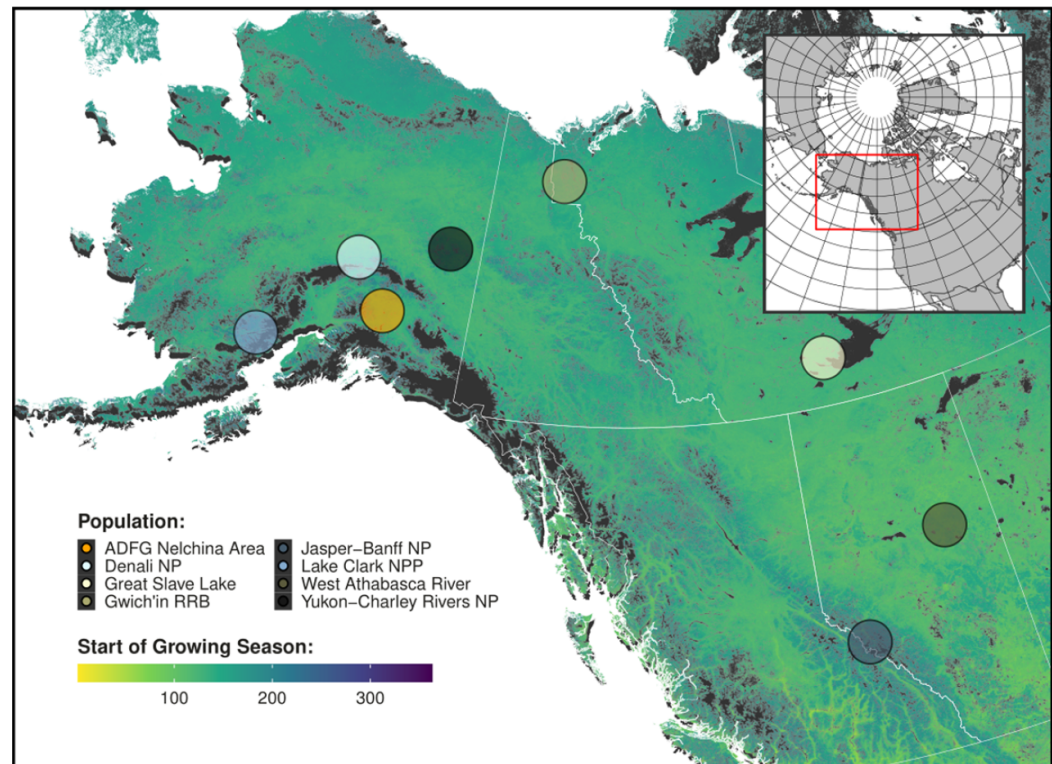 Population:
ADFG Nelchina Area
Denali NP
Great Slave Lake
Gwich'in RRB
Jasper−Banff NP
Lake Clark NPP
West Athabasca River
Yukon−Charley Rivers NP
Start of Growing Season:
100 200 300